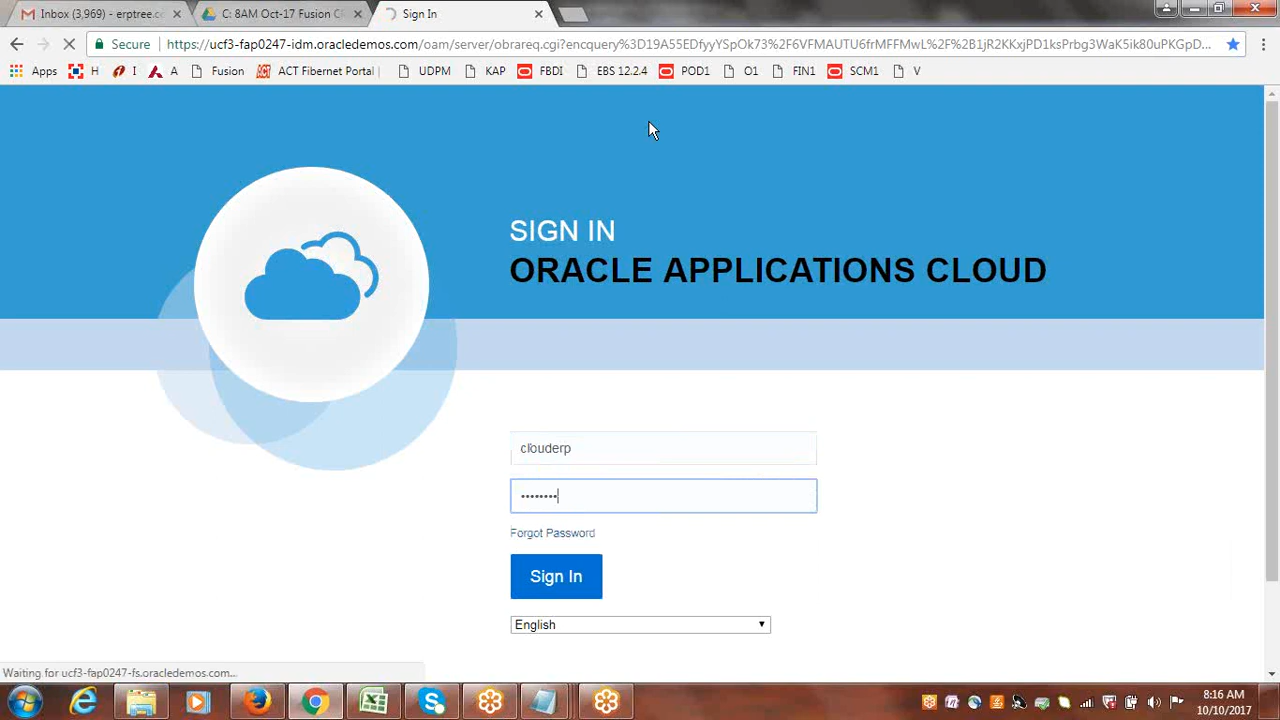 Inbox (3,969) - erptree.c
C: 8AM Oct-17 Fusion C
Sign In
Secure
https://ucf3-fap0247-idm.oracledemos.com/oam/server/obrareq.cgi?encquery%3D19A55EDfyyYSpOk73%2F6VFMAUTU6frMFFMwL%2F%2B1jR2KKxjPD1ksPrbg3WaK5ik80uPKGpD...
Apps
H
I
A
Fusion
ACT Fibernet Portal
UDPM
KAP
FBDI
EBS 12.2.4
POD1
O1
FIN1
SCM1
V
SIGN IN
ORACLE APPLICATIONS CLOUD
clouderp
••••••••
Forgot Password
Sign In
English
Waiting for ucf3-fap0247-fs.oracledemos.com...
8:16 AM
10/10/2017